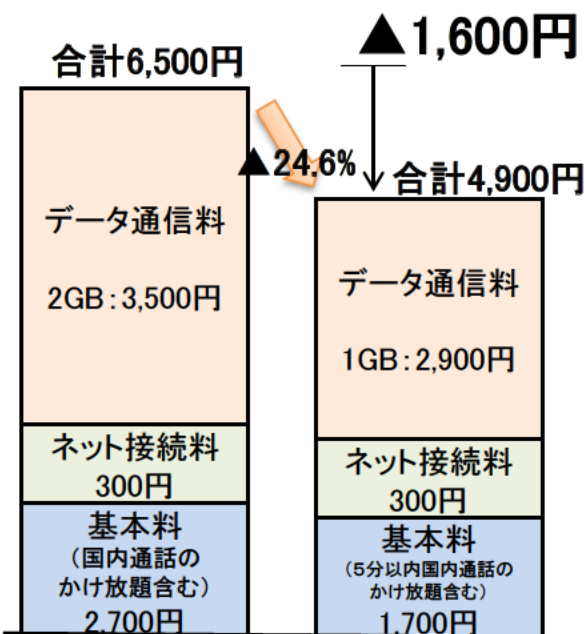 ▲1,600円
合計6,500円
▲24.6%
合計4,900円
データ通信料
2GB:3,500円
ネット接続料
300円
基本料
(国内通話の
かけ放題含む)
2,700円
データ通信料
1GB:2,900円
ネット接続料
300円
基本料
(5分以内国内通話の
かけ放題含む)
1,700円